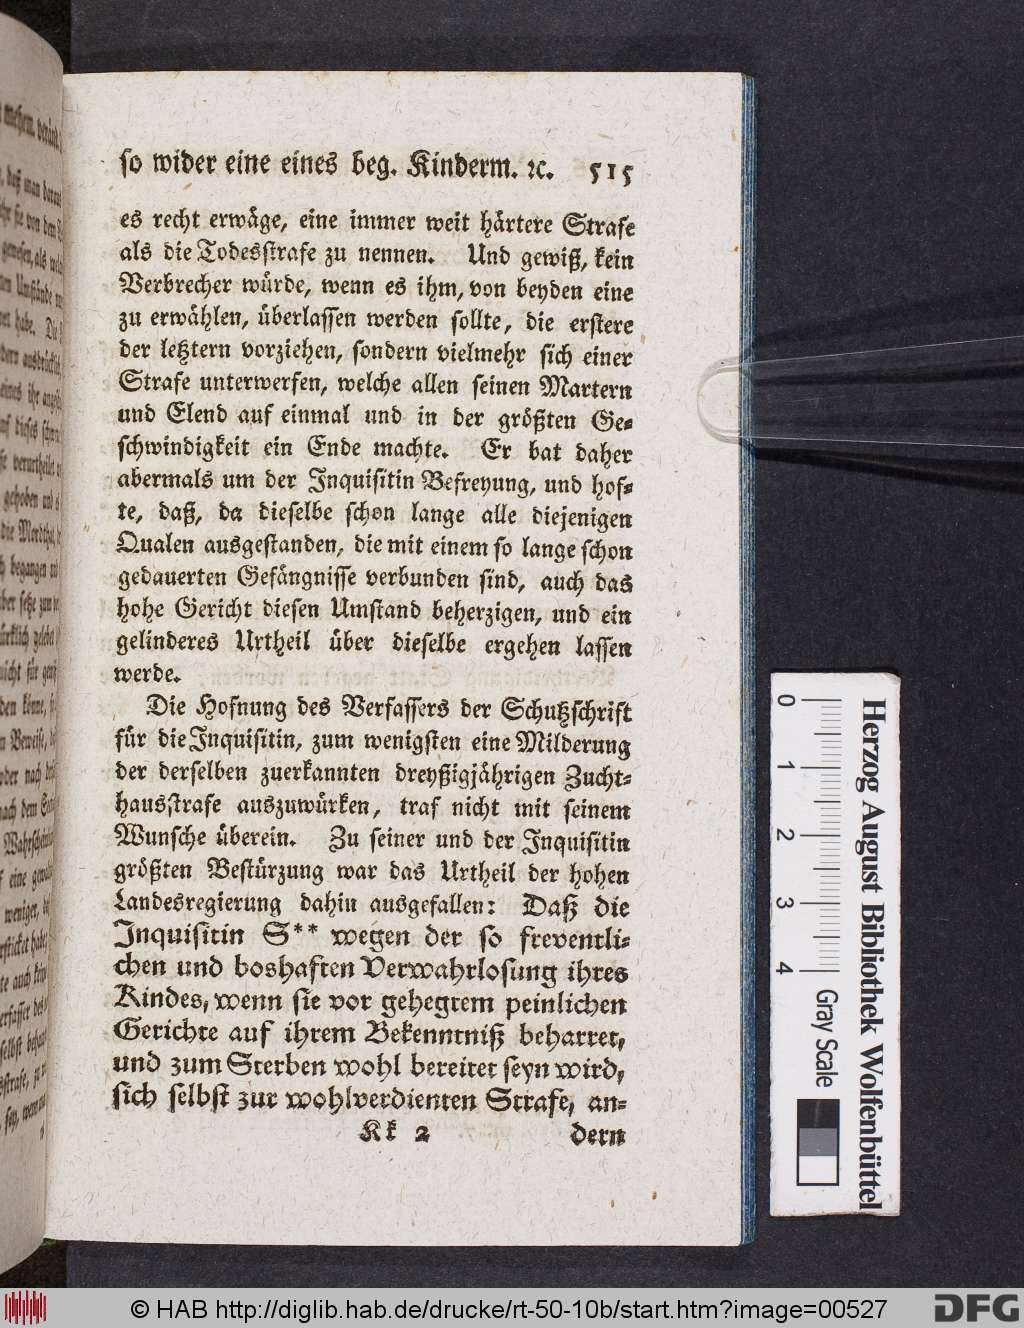 so wider eine eines beg. Kinderm. ꝛc. 515
es recht erwäge, eine immer weit härtere Strafe
als die Todesstrafe zu nennen. Und gewiß, kein
Verbrecher würde, wenn es ihm, von beyden eine
zu erwählen, überlassen werden sollte, die erstere
der letztern vorziehen, sondern vielmehr sich einer
Strafe unterwerfen, welche allen seinen Martern
und Elend auf einmal und in der größten Ge-
schwindigkeit ein Ende machte. Er bat daher
abermals um der Inquisitin Befreyung, und hof-
te, daß, da dieselbe schon lange alle diejenigen
Qualen ausgestanden, die mit einem so lange schon
gedauerten Gefängnisse verbunden sind, auch das
hohe Gericht diesen Umstand beherzigen, und ein
gelinderes Urtheil über dieselbe ergehen lassen
werde.
Die Hofnung des Verfassers der Schutzschrift
für die Inquisitin, zum wenigsten eine Milderung
der derselben zuerkannten dreyßigjährigen Zucht-
hausstrafe auszuwürken, traf nicht mit seinem
Wunsche überein. Zu seiner und der Inquisitin
größten Bestürzung war das Urtheil der hohen
Landesregierung dahin ausgefallen: Daß die
Inquisitin S** wegen der so freventli-
chen und boshaften Verwahrlosung ihres
Kindes, wenn sie vor gehegtem peinlichen
Gerichte auf ihrem Bekenntniß beharret,
und zum Sterben wohl bereitet seyn wird,
sich selbst zur wohlverdienten Strafe, an-
Kk 2 dern
0 1 2 3 4 Gray Scale
Herzog August Bibliothek Wolfenbüttel
© HAB http://diglib.hab.de/drucke/rt-50-10b/start.htm?image=00527
DFG